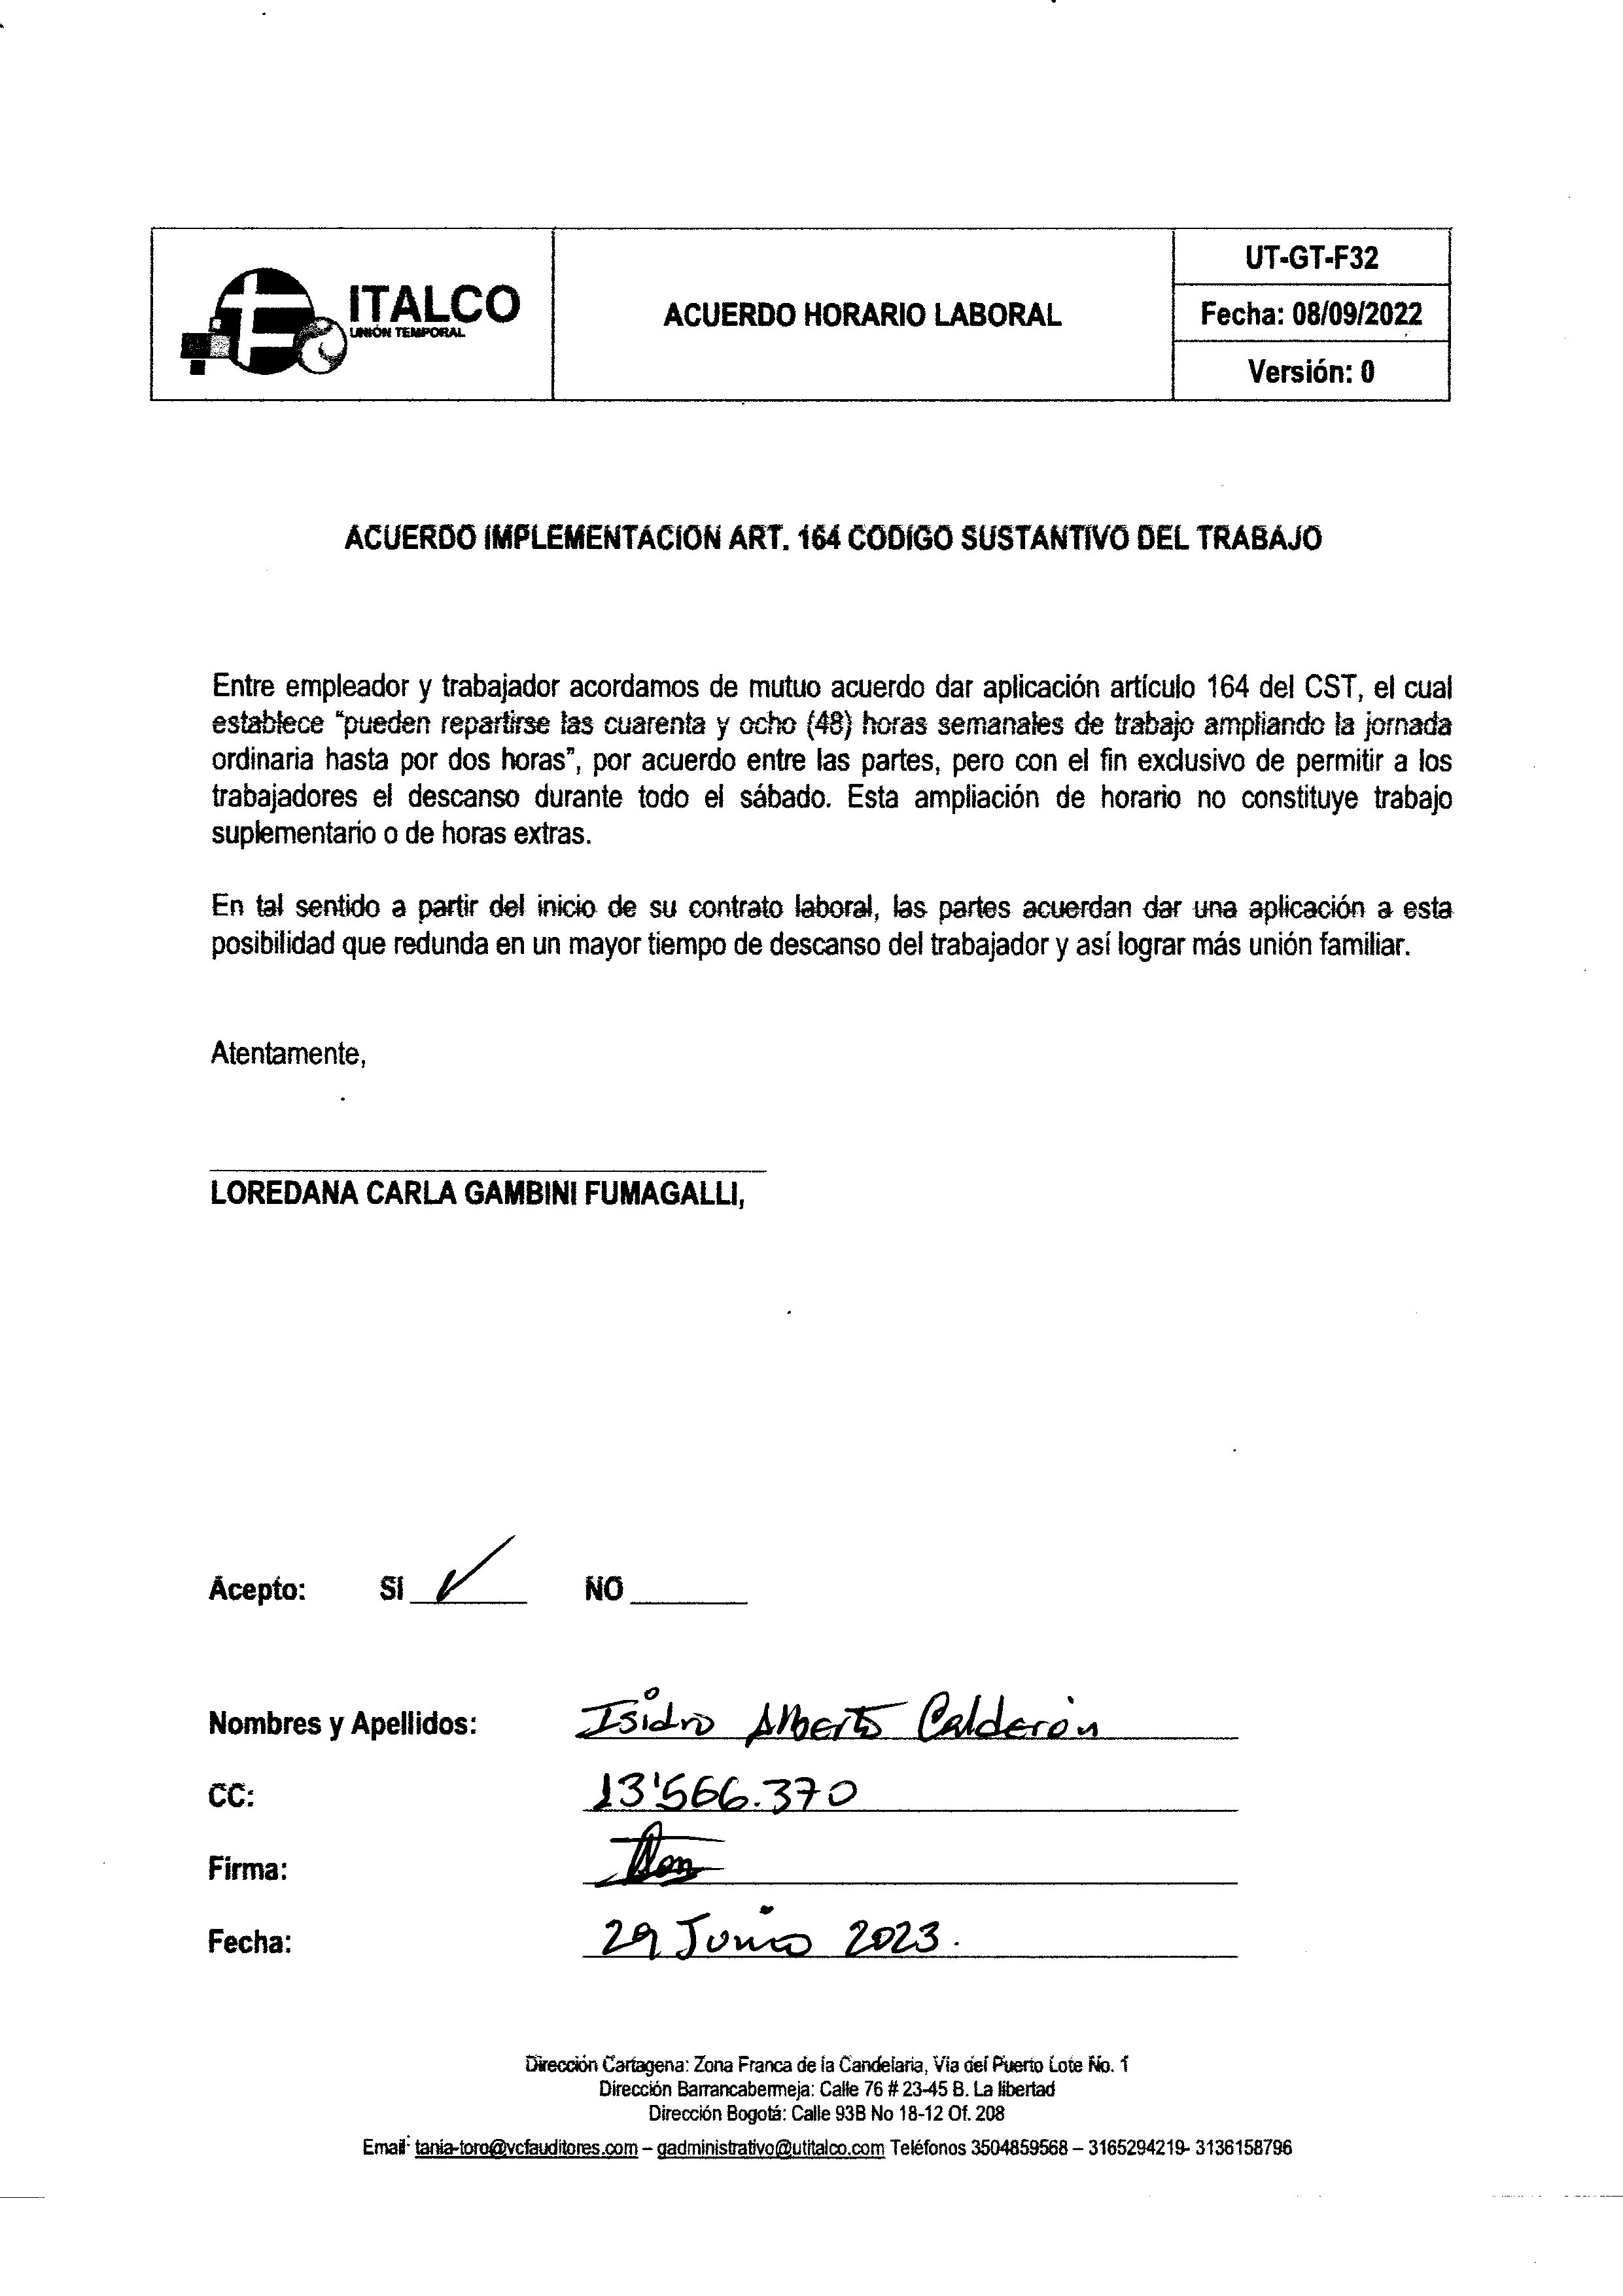 ITALCO
UNIÓN TEMPORAL
ACUERDO HORARIO LABORAL
UT-GT-F32
Fecha: 08/09/2022
Versión: 0
ACUERDO IMPLEMENTACION ART. 164 CODIGO SUSTANTIVO DEL TRABAJO
Entre empleador y trabajador acordamos de mutuo acuerdo dar aplicación artículo 164 del CST, el cual
establece “pueden repartirse las cuarenta y ocho (48) horas semanales de trabajo ampliando la jornada
ordinaria hasta por dos horas”, por acuerdo entre las partes, pero con el fin exclusivo de permitir a los
trabajadores el descanso durante todo el sábado. Esta ampliación de horario no constituye trabajo
suplementario o de horas extras.
En tal sentido a partir del inicio de su contrato laboral, las partes acuerdan dar una aplicación a esta
posibilidad que redunda en un mayor tiempo de descanso del trabajador y así lograr más unión familiar.
Atentamente,
LOREDANA CARLA GAMBINI FUMAGALLI,
Acepto: SI ✓ NO
Nombres y Apellidos: Isidro Alberto Calderón
CC: 13'566.370
Firma:
Fecha: 29 Junio 2023.
Dirección Cartagena: Zona Franca de la Candelaria, Vía del Puerto Lote No. 1
Dirección Barrancabermeja: Calle 76 # 23-45 B. La libertad
Dirección Bogotá: Calle 93B No 18-12 Of. 208
Email: tania-toro@vcfauditores.com – gadministrativo@utitalco.com Teléfonos 3504859568 – 3165294219- 3136158796